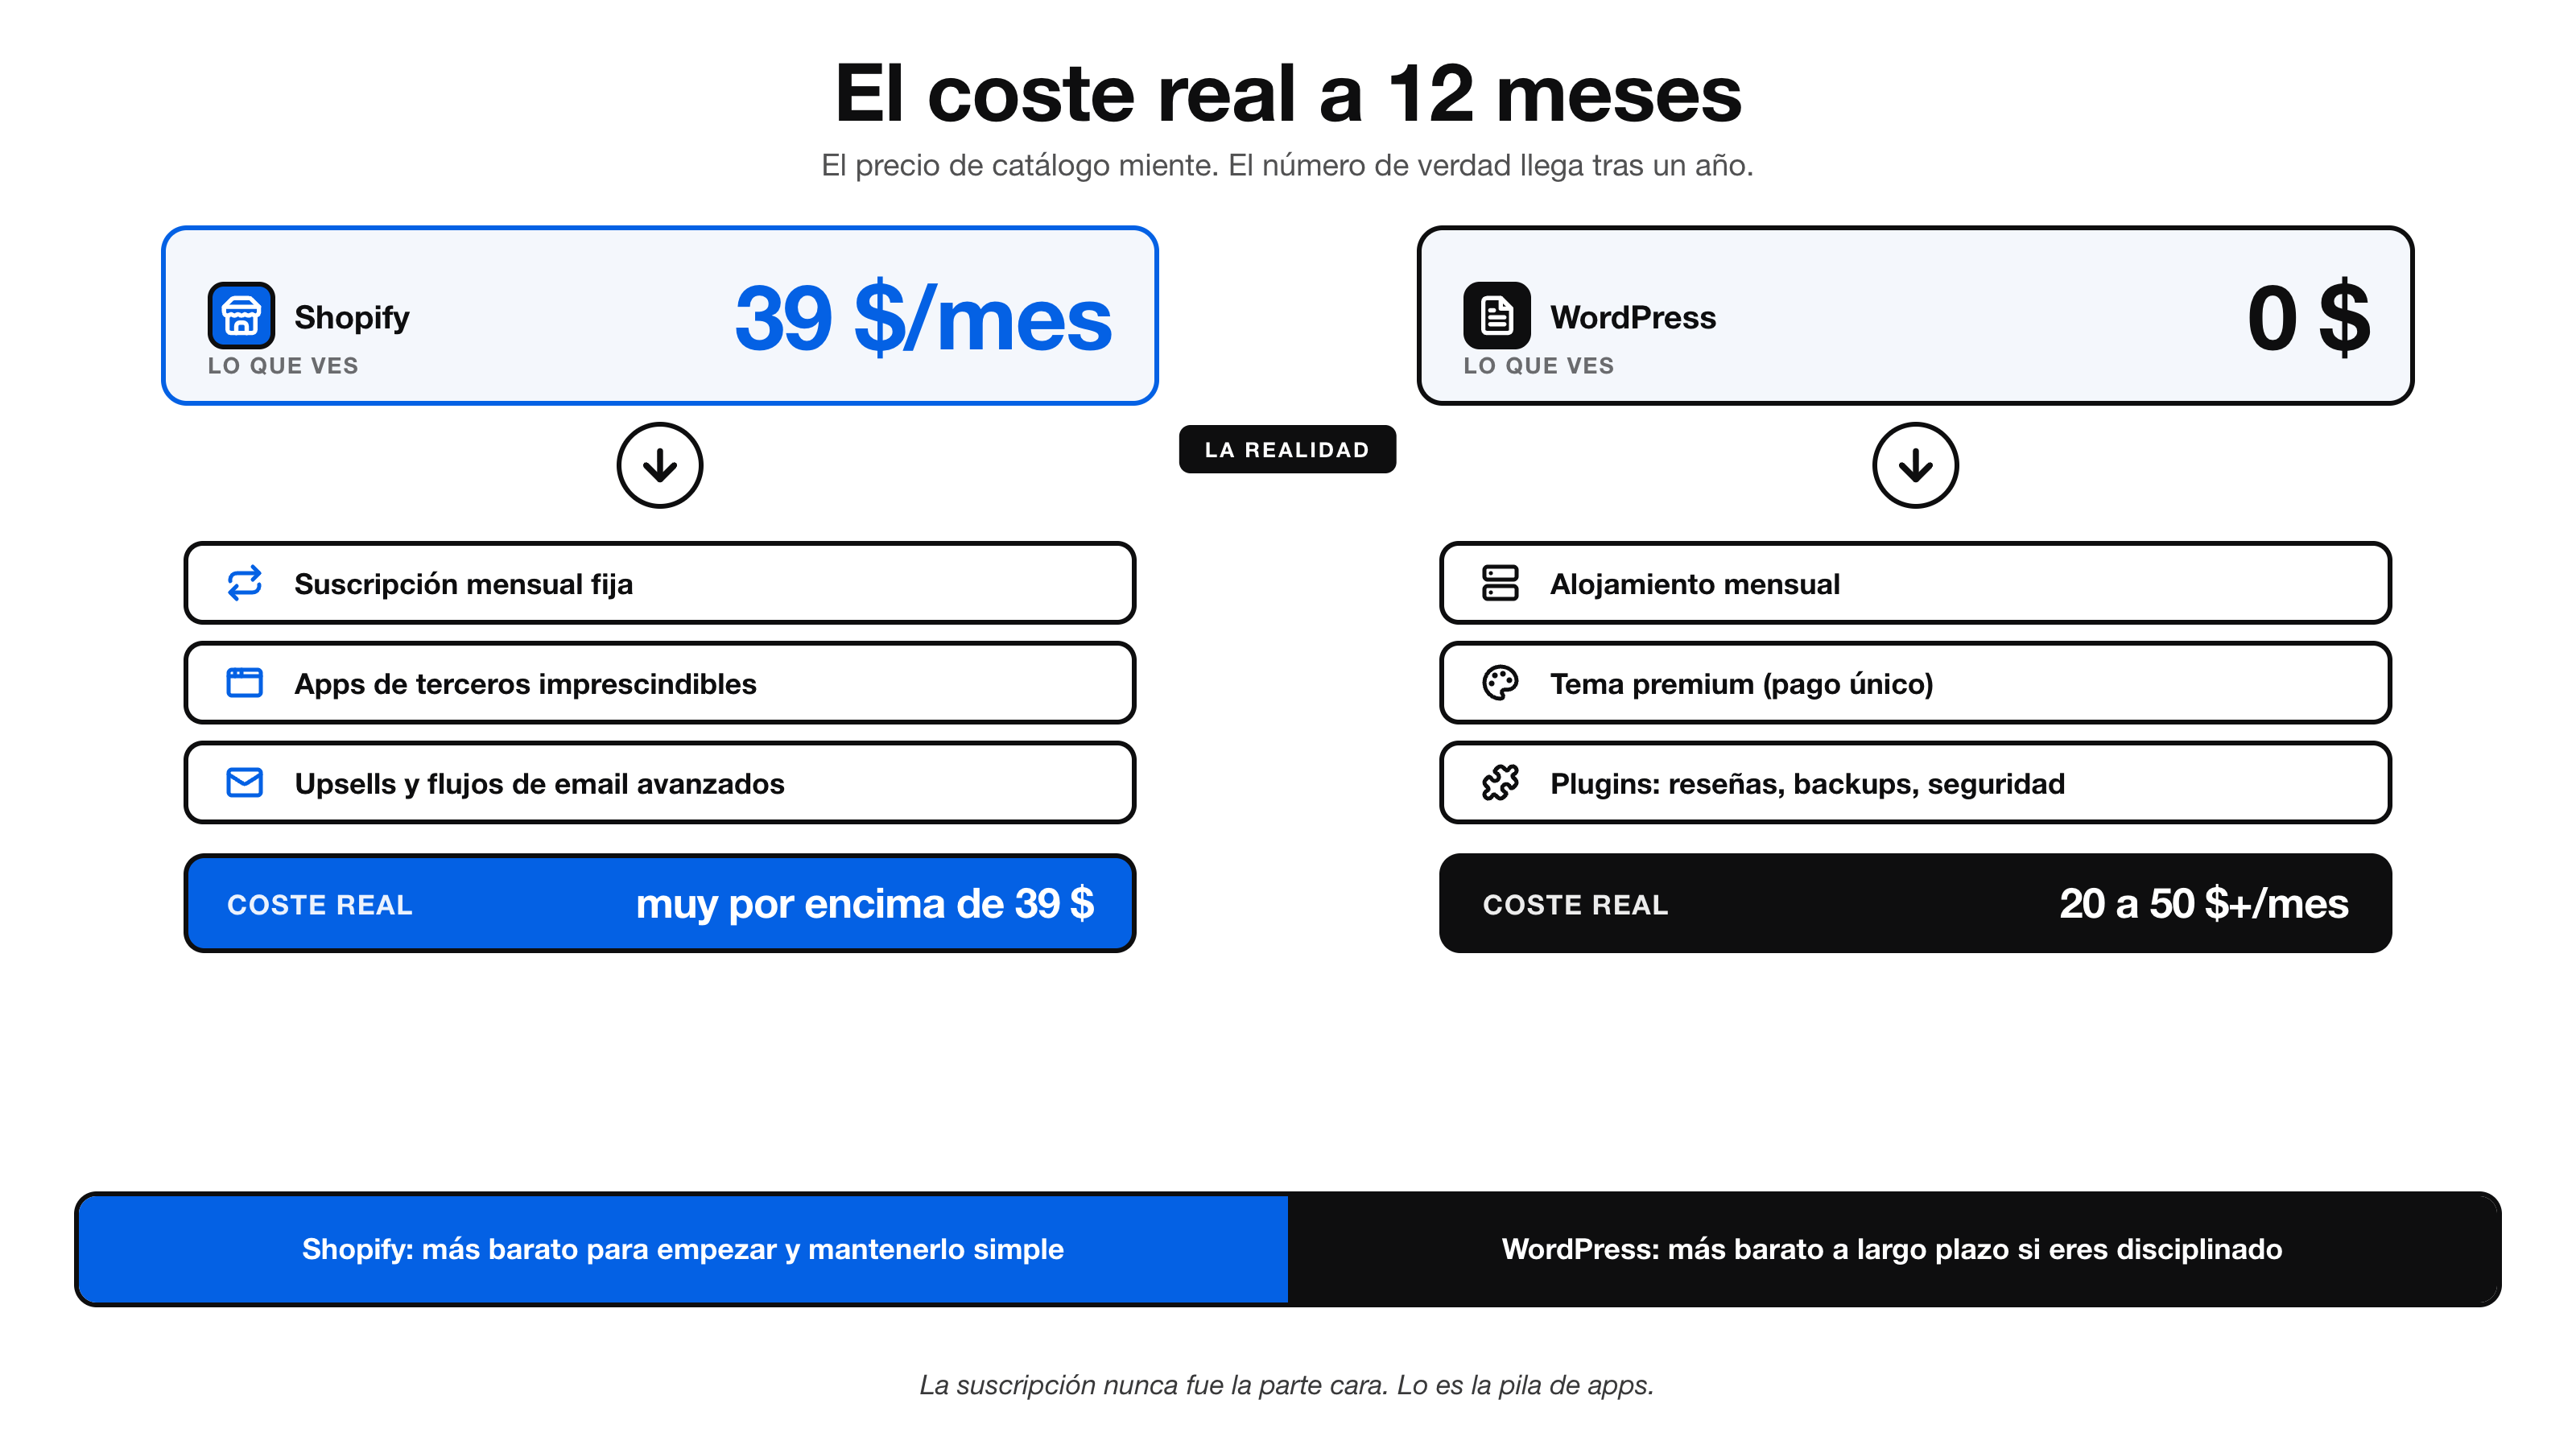 El coste real a 12 meses
El precio de catálogo miente. El número de verdad llega tras un año.
Shopify
39 $/mes
LO QUE VES
WordPress
0 $
LO QUE VES
LA REALIDAD
Suscripción mensual fija
Apps de terceros imprescindibles
Upsells y flujos de email avanzados
COSTE REAL
muy por encima de 39 $
Alojamiento mensual
Tema premium (pago único)
Plugins: reseñas, backups, seguridad
COSTE REAL
20 a 50 $+/mes
Shopify: más barato para empezar y mantenerlo simple
WordPress: más barato a largo plazo si eres disciplinado
La suscripción nunca fue la parte cara. Lo es la pila de apps.